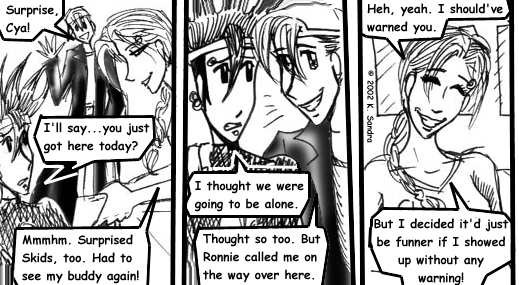 Surprise,
Cya!
I'll say...you just
got here today?
Mmmhm. Surprised
Skids, too. Had to
see my buddy again!
I thought we were
going to be alone.
Thought so too. But
Ronnie called me on
the way over here.
Heh, yeah. I should've
warned you.
© 2002 K. Sandra
But I decided it'd just
be funner if I showed
up without any
warning!